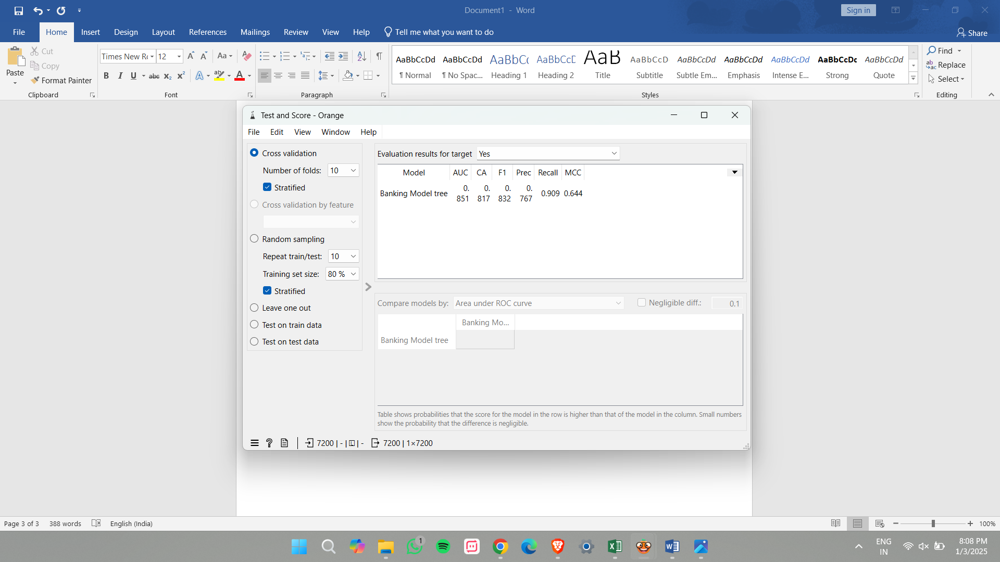 Document1 - Word
Sign in
File Home Insert Design Layout References Mailings Review View Help Tell me what you want to do
Share
Paste
Cut
Copy
Format Painter
Clipboard
Times New Ro 12
Font
Paragraph
AaBbCcDd AaBbCcDd AaBbCc AaBbCcD AaB AaBbCcD AaBbCcDd AaBbCcDd AaBbCcDd AaBbCcDc AaBbCcDd
¶ Normal ¶ No Spac... Heading 1 Heading 2 Title Subtitle Subtle Em... Emphasis Intense E... Strong Quote
Styles
Find
Replace
Select
Editing
Test and Score - Orange
File Edit View Window Help
Cross validation
Number of folds: 10
Stratified
Cross validation by feature
Random sampling
Repeat train/test: 10
Training set size: 80 %
Stratified
Leave one out
Test on train data
Test on test data
Evaluation results for target Yes
Model AUC CA F1 Prec Recall MCC
Banking Model tree 0.851 0.817 0.832 0.767 0.909 0.644
Compare models by: Area under ROC curve
Negligible diff.: 0.1
Banking Mo...
Banking Model tree
Table shows probabilities that the score for the model in the row is higher than that of the model in the column. Small numbers
show the probability that the difference is negligible.
7200 | - | | - 7200 | 1×7200
Page 3 of 3 388 words English (India)
100%
1
ENG
IN
8:08 PM
1/3/2025